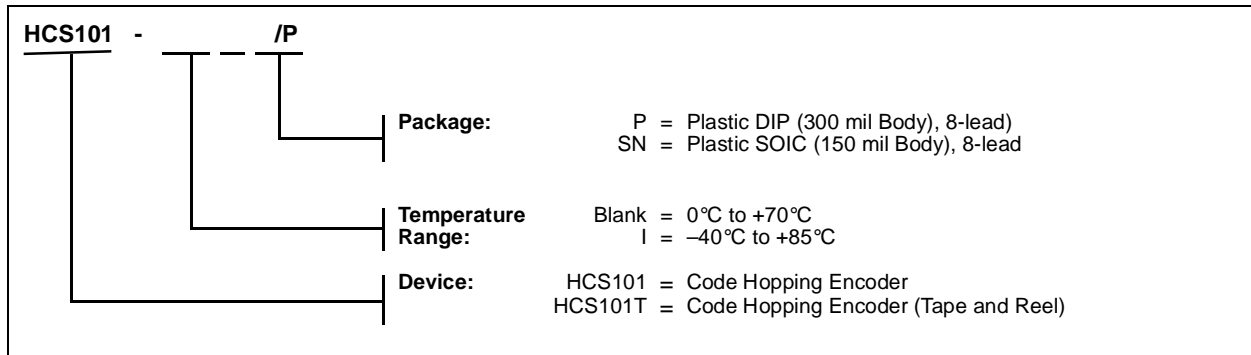 HCS101 - /P
Package: P = Plastic DIP (300 mil Body), 8-lead)
SN = Plastic SOIC (150 mil Body), 8-lead
Temperature Blank = 0°C to +70°C
Range: I = –40°C to +85°C
Device: HCS101 = Code Hopping Encoder
HCS101T = Code Hopping Encoder (Tape and Reel)